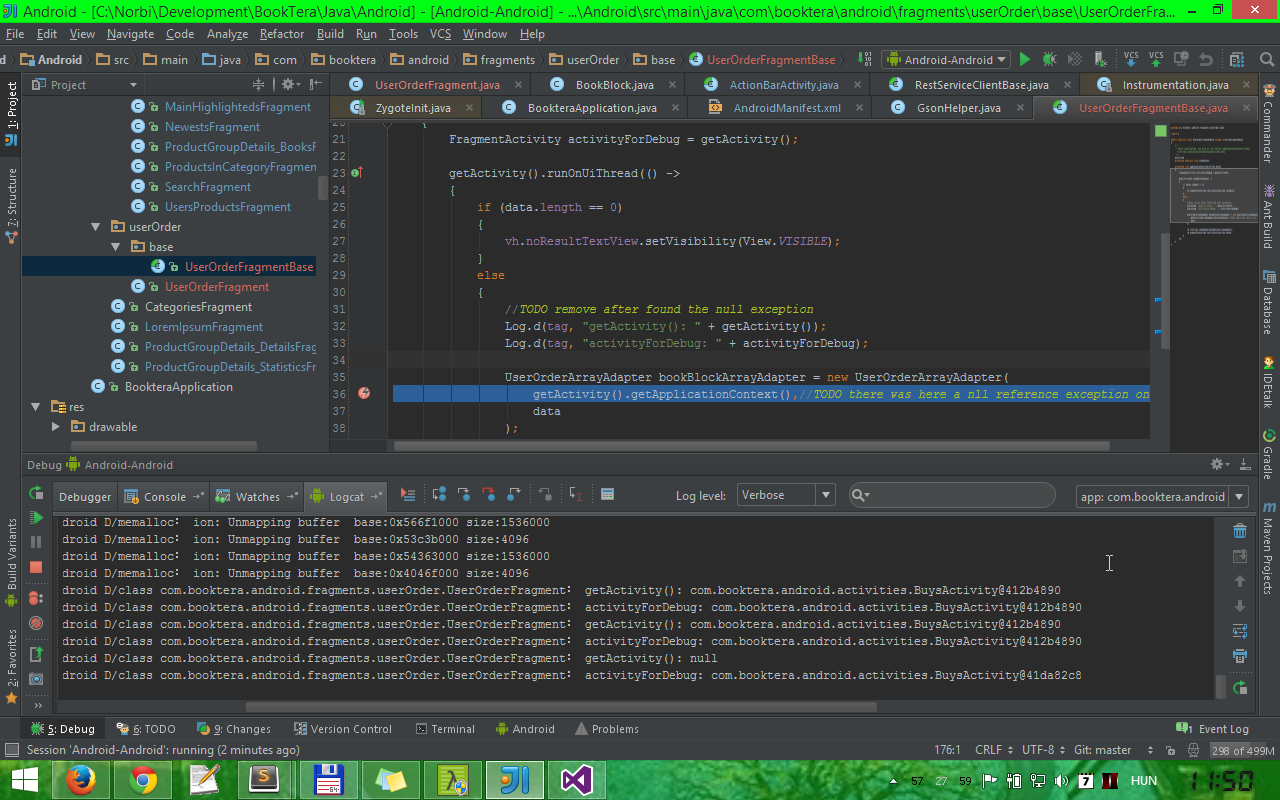 Android - [C:\Norbi\Development\BookTera\Java\Android] - [Android-Android] - ...\Android\src\main\java\com\booktera\android\fragments\userOrder\base\UserOrderFra...
File Edit View Navigate Code Analyze Refactor Build Run Tools VCS Window Help
d Android src main java com booktera android fragments userOrder base UserOrderFragmentBase Android-Android VCS VCS
Project
UserOrderFragment.java BookBlock.java ActionBarActivity.java RestServiceClientBase.java Instrumentation.java
ZygoteInit.java BookteraApplication.java AndroidManifest.xml GsonHelper.java UserOrderFragmentBase.java
1: Project
7: Structure
Build Variants
2: Favorites
MainHighlightedsFragment
NewestsFragment
ProductGroupDetails_BooksF
ProductsInCategoryFragmen
SearchFragment
UsersProductsFragment
userOrder
base
UserOrderFragmentBase
UserOrderFragment
CategoriesFragment
LoremIpsumFragment
ProductGroupDetails_DetailsFrag
ProductGroupDetails_StatisticsFr
BookteraApplication
res
drawable
20 {
21 FragmentActivity activityForDebug = getActivity();
22
23 getActivity().runOnUiThread(() ->
24 {
25 if (data.length == 0)
26 {
27 vh.noResultTextView.setVisibility(View.VISIBLE);
28 }
29 else
30 {
31 //TODO remove after found the null exception
32 Log.d(tag, "getActivity(): " + getActivity());
33 Log.d(tag, "activityForDebug: " + activityForDebug);
34
35 UserOrderArrayAdapter bookBlockArrayAdapter = new UserOrderArrayAdapter(
36 getActivity().getApplicationContext(),//TODO there was here a nll reference exception on
37 data
38 );
Commander
Ant Build
Database
IDEtalk
Gradle
Maven Projects
Debug Android-Android
Debugger Console Watches Logcat Log level: Verbose app: com.booktera.android
droid D/memalloc: ion: Unmapping buffer base:0x566f1000 size:1536000
droid D/memalloc: ion: Unmapping buffer base:0x53c3b000 size:4096
droid D/memalloc: ion: Unmapping buffer base:0x54363000 size:1536000
droid D/memalloc: ion: Unmapping buffer base:0x4046f000 size:4096
droid D/class com.booktera.android.fragments.userOrder.UserOrderFragment: getActivity(): com.booktera.android.activities.BuysActivity@412b4890
droid D/class com.booktera.android.fragments.userOrder.UserOrderFragment: activityForDebug: com.booktera.android.activities.BuysActivity@412b4890
droid D/class com.booktera.android.fragments.userOrder.UserOrderFragment: getActivity(): com.booktera.android.activities.BuysActivity@412b4890
droid D/class com.booktera.android.fragments.userOrder.UserOrderFragment: activityForDebug: com.booktera.android.activities.BuysActivity@412b4890
droid D/class com.booktera.android.fragments.userOrder.UserOrderFragment: getActivity(): null
droid D/class com.booktera.android.fragments.userOrder.UserOrderFragment: activityForDebug: com.booktera.android.activities.BuysActivity@41da82c8
5: Debug 6: TODO 9: Changes Version Control Terminal Android Problems 1 Event Log
Session 'Android-Android': running (2 minutes ago) 176:1 CRLF UTF-8 Git: master 298 of 499M
57 27 59 7 HUN 11:50